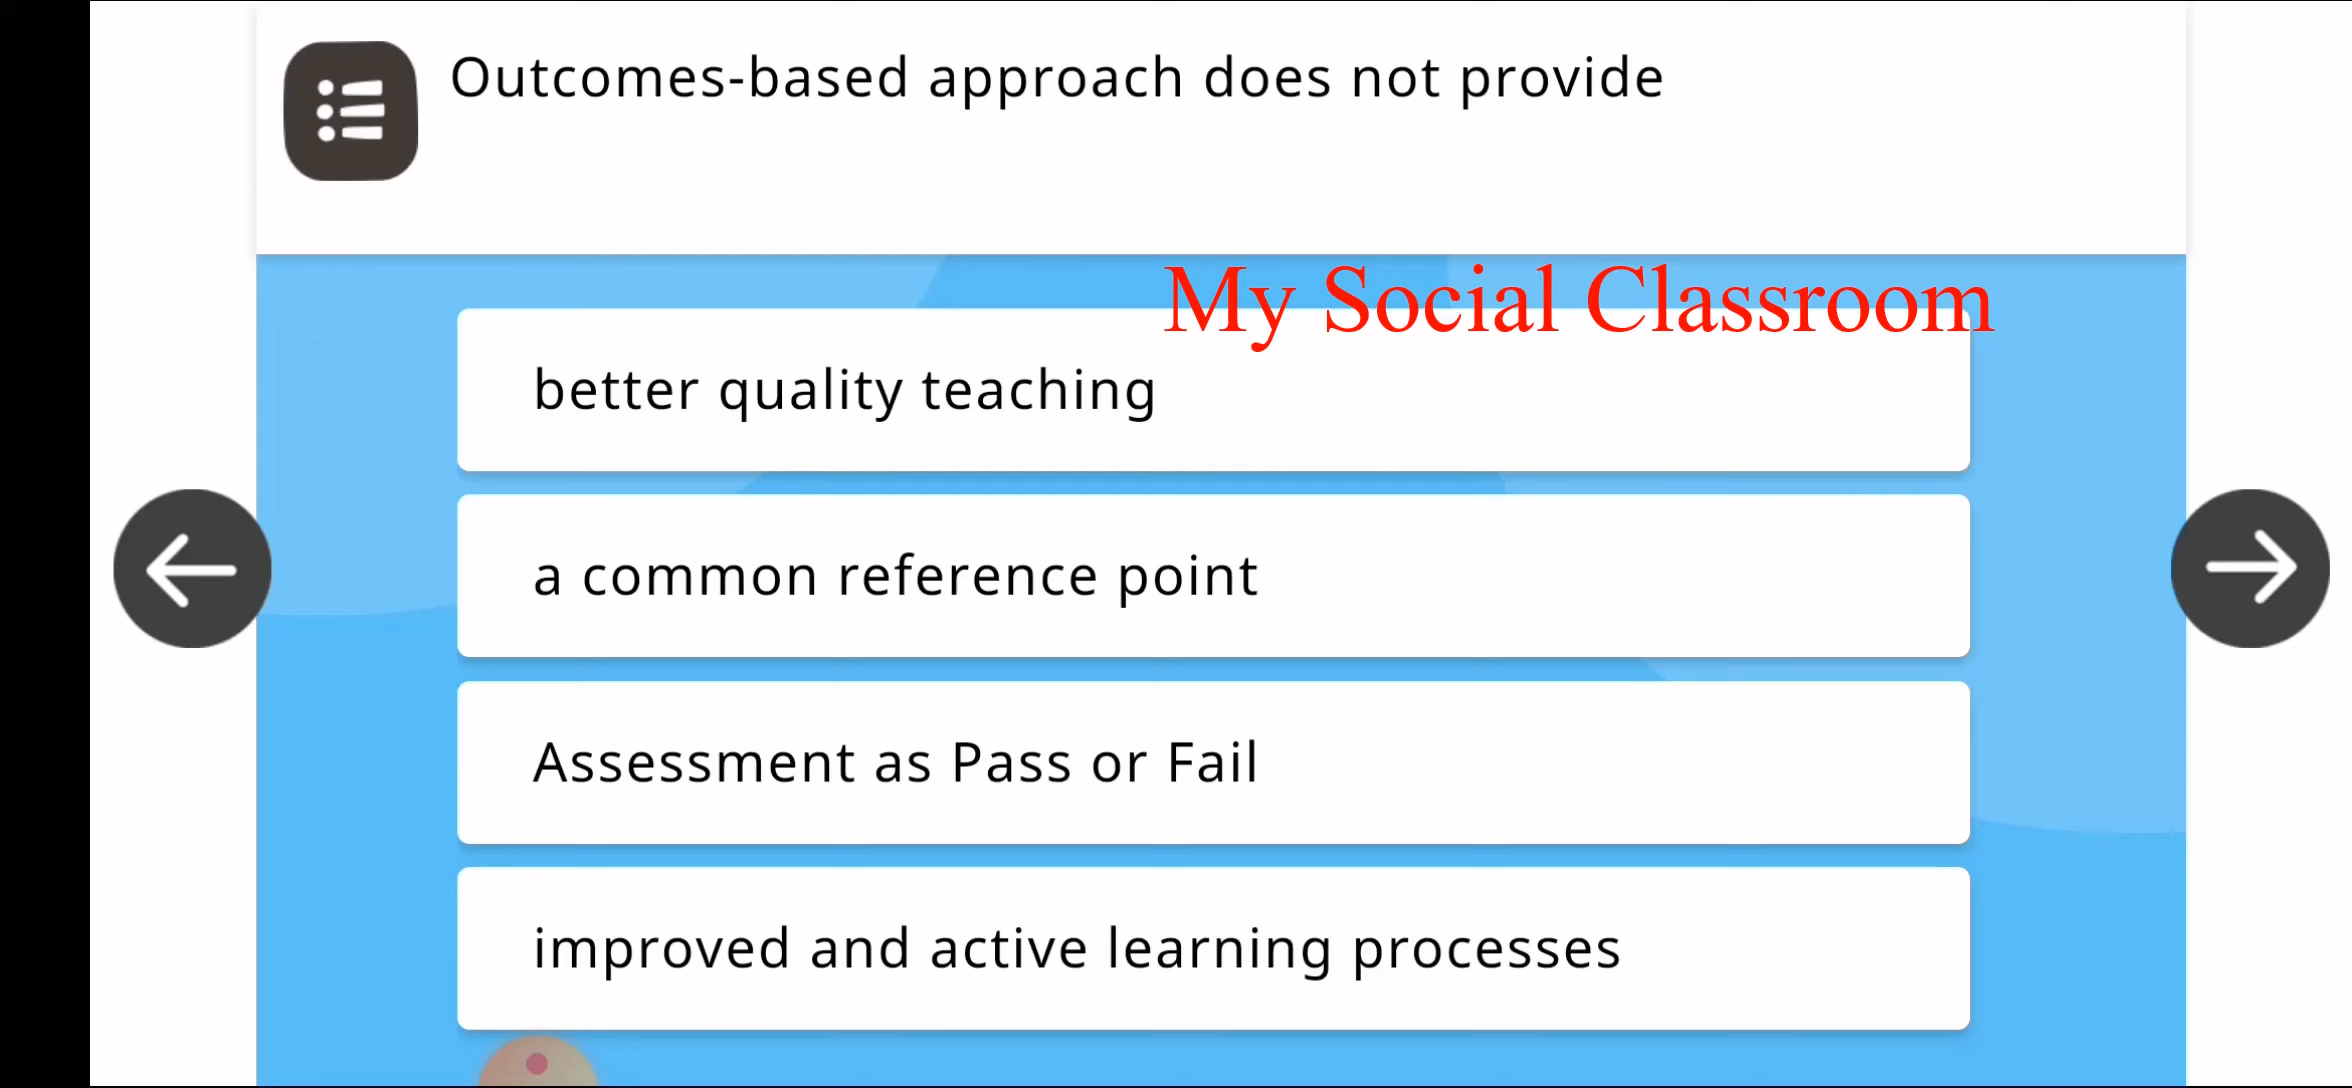 Outcomes-based approach does not provide
My Social Classroom
better quality teaching
a common reference point
Assessment as Pass or Fail
improved and active learning processes